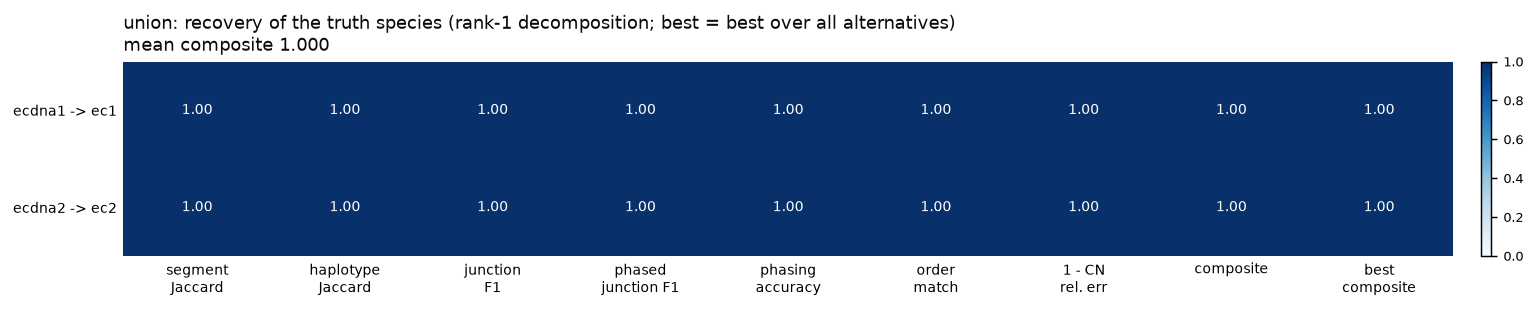 union: recovery of the truth species (rank-1 decomposition; best = best over all alternatives)
mean composite 1.000
ecdna1 -> ec1
1.00 1.00 1.00 1.00 1.00 1.00 1.00 1.00 1.00
ecdna2 -> ec2
1.00 1.00 1.00 1.00 1.00 1.00 1.00 1.00 1.00
segment
Jaccard
haplotype
Jaccard
junction
F1
phased
junction F1
phasing
accuracy
order
match
1 - CN
rel. err
composite
best
composite
1.0
0.8
0.6
0.4
0.2
0.0